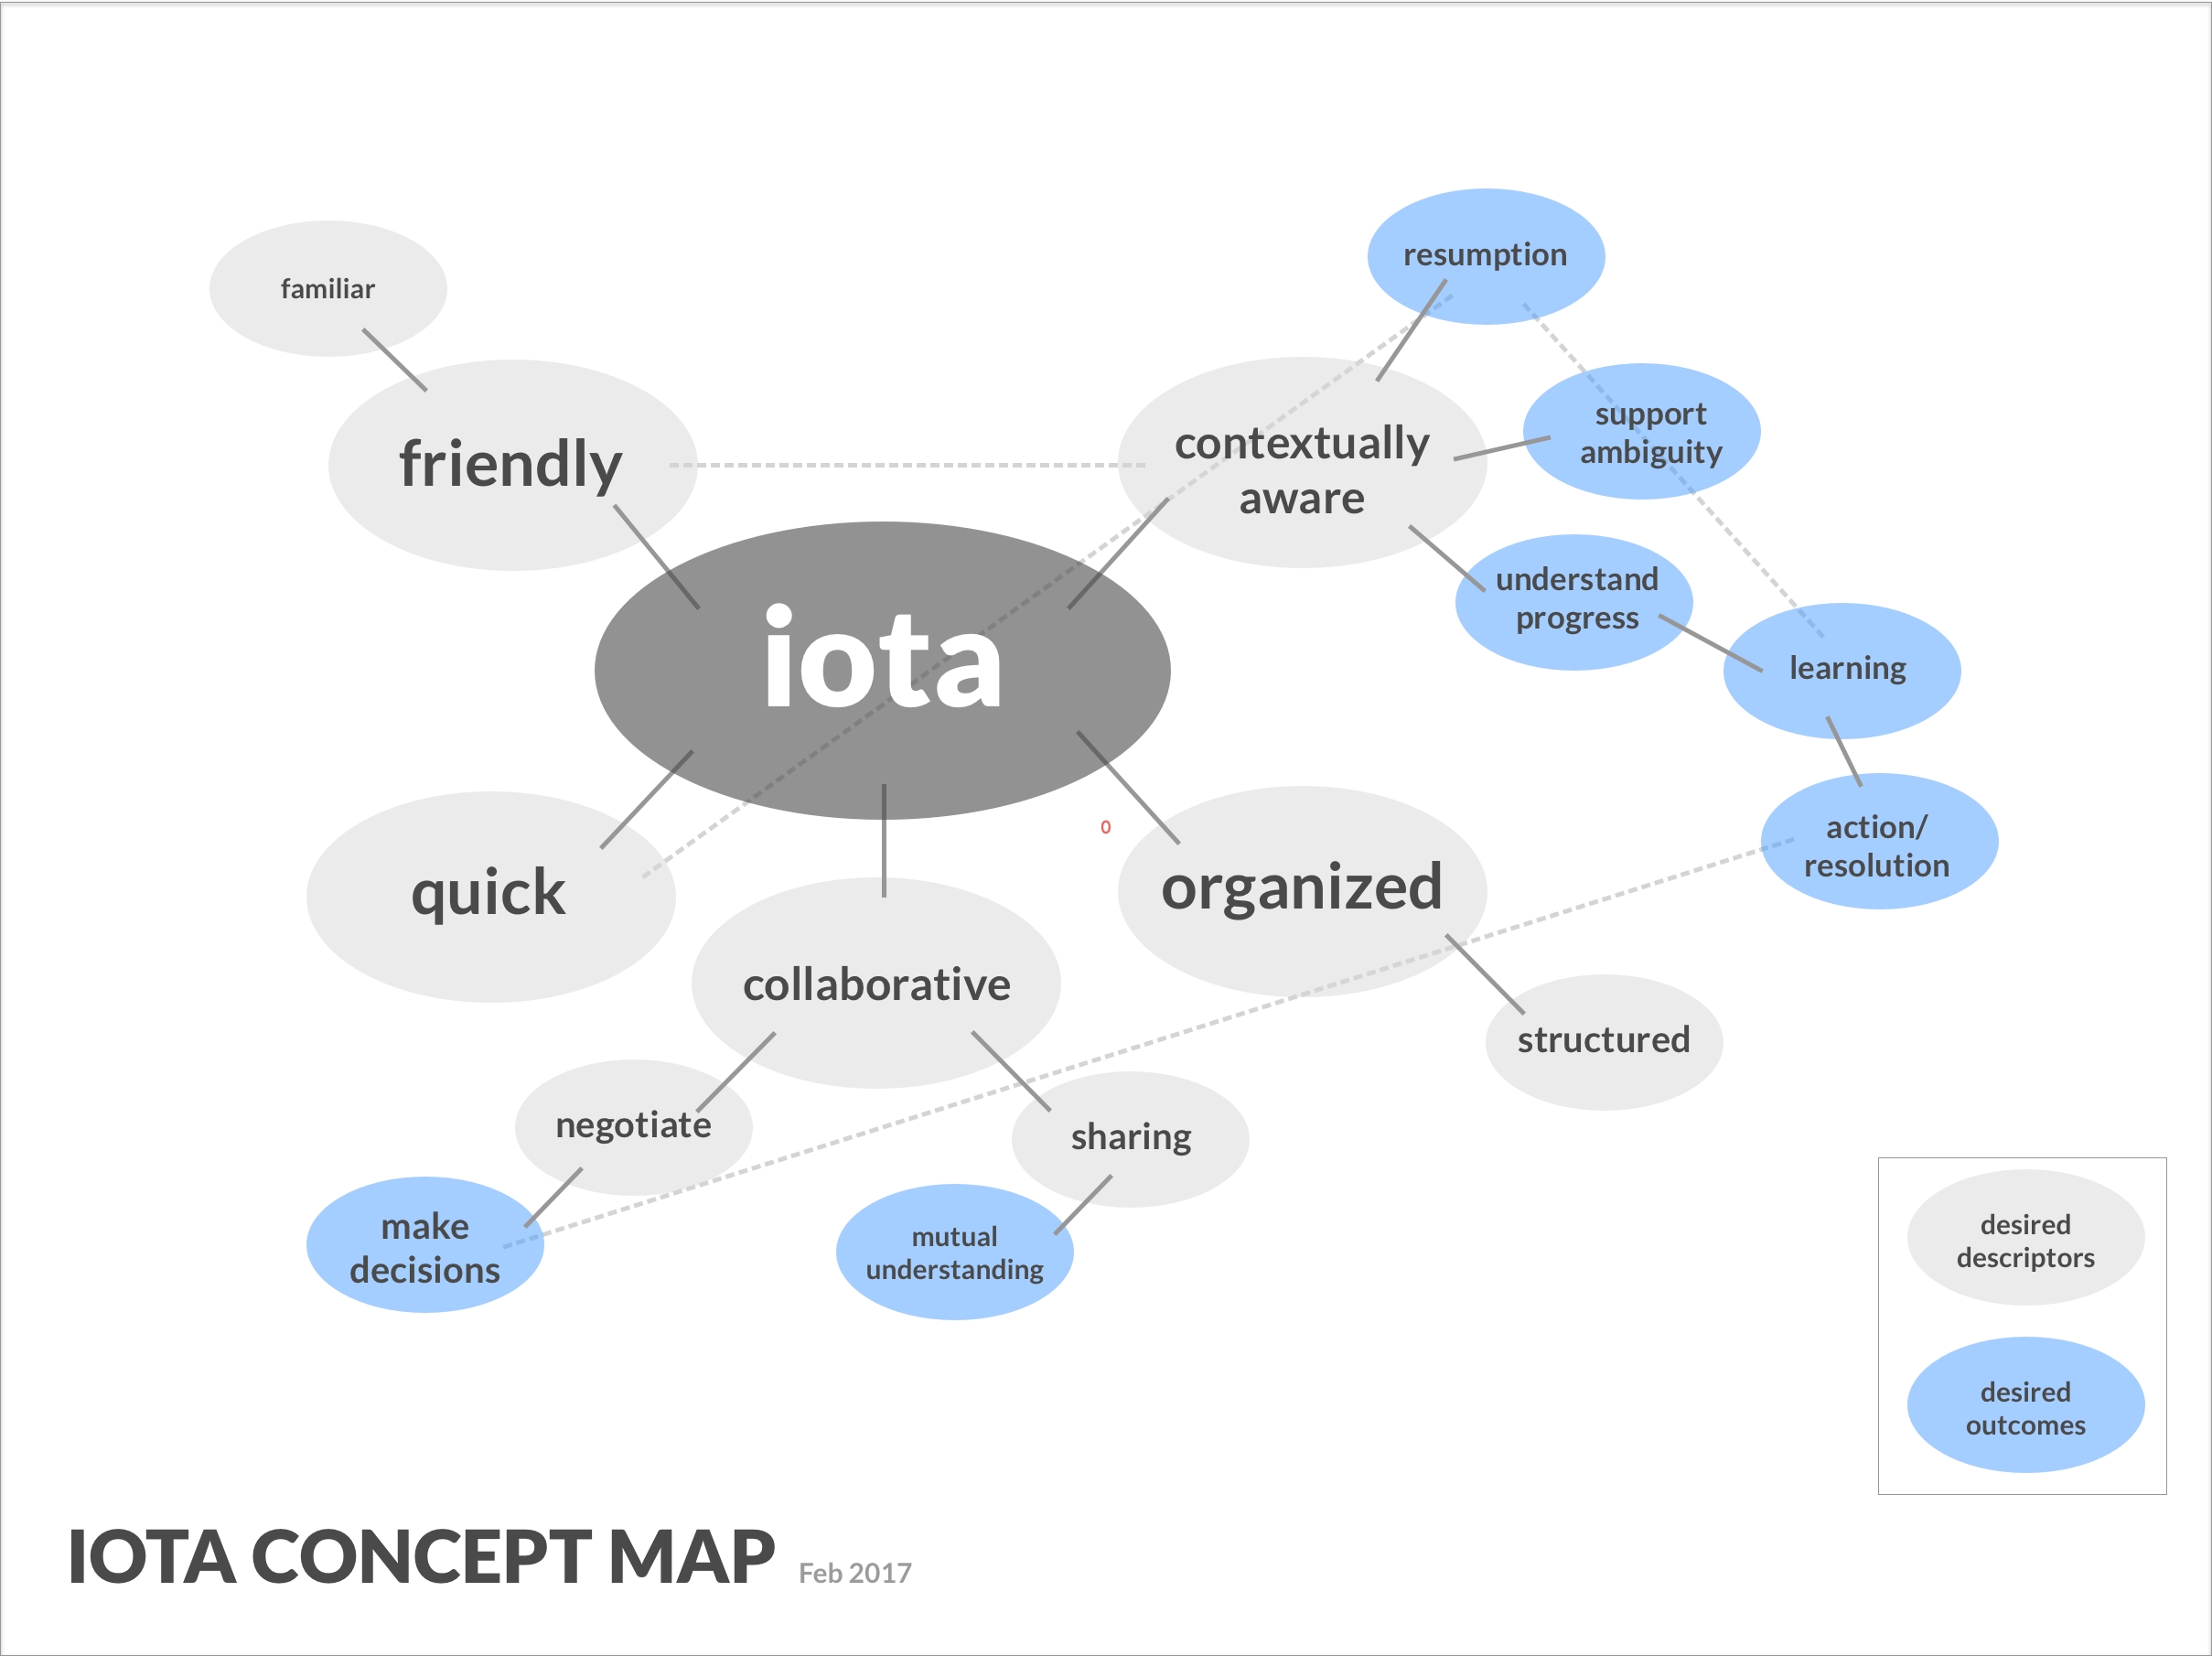 resumption
familiar
support
ambiguity
friendly
contextually
aware
understand
progress
iota
learning
0
action/
resolution
quick
organized
collaborative
structured
negotiate
sharing
make
decisions
mutual
understanding
desired
descriptors
desired
outcomes
IOTA CONCEPT MAP Feb 2017